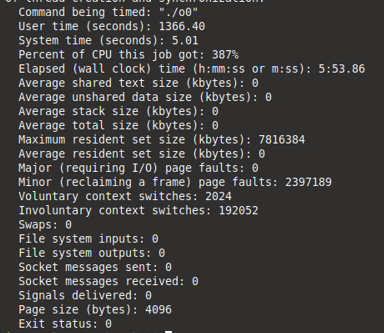 of thread creation and synchronization.
Command being timed: "./o0"
User time (seconds): 1366.40
System time (seconds): 5.01
Percent of CPU this job got: 387%
Elapsed (wall clock) time (h:mm:ss or m:ss): 5:53.86
Average shared text size (kbytes): 0
Average unshared data size (kbytes): 0
Average stack size (kbytes): 0
Average total size (kbytes): 0
Maximum resident set size (kbytes): 7816384
Average resident set size (kbytes): 0
Major (requiring I/O) page faults: 0
Minor (reclaiming a frame) page faults: 2397189
Voluntary context switches: 2024
Involuntary context switches: 192052
Swaps: 0
File system inputs: 0
File system outputs: 0
Socket messages sent: 0
Socket messages received: 0
Signals delivered: 0
Page size (bytes): 4096
Exit status: 0